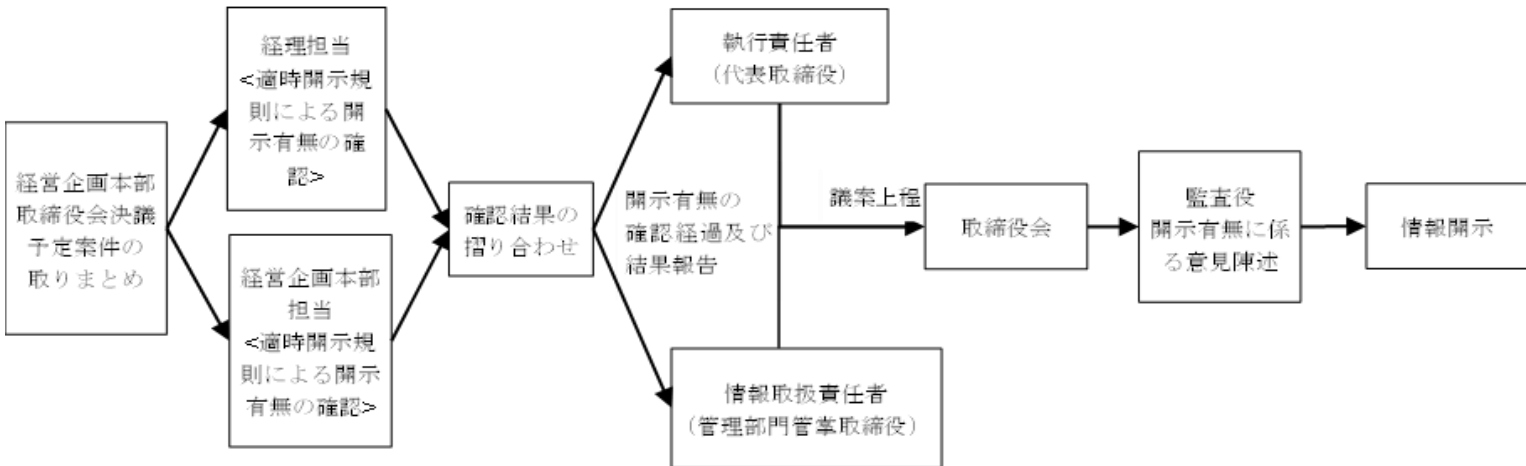 経営企画本部
取締役会決議
予定案件の
取りまとめ
経理担当
<適時開示規
則による開
示有無の確
認>
経営企画本部
担当
<適時開示規
則による開示
有無の確認>
確認結果の
摺り合わせ
執行責任者
(代表取締役)
開示有無の
確認経過及び
結果報告
情報取扱責任者
(管理部門管掌取締役)
議案上程
取締役会
監査役
開示有無に係
る意見陳述
情報開示